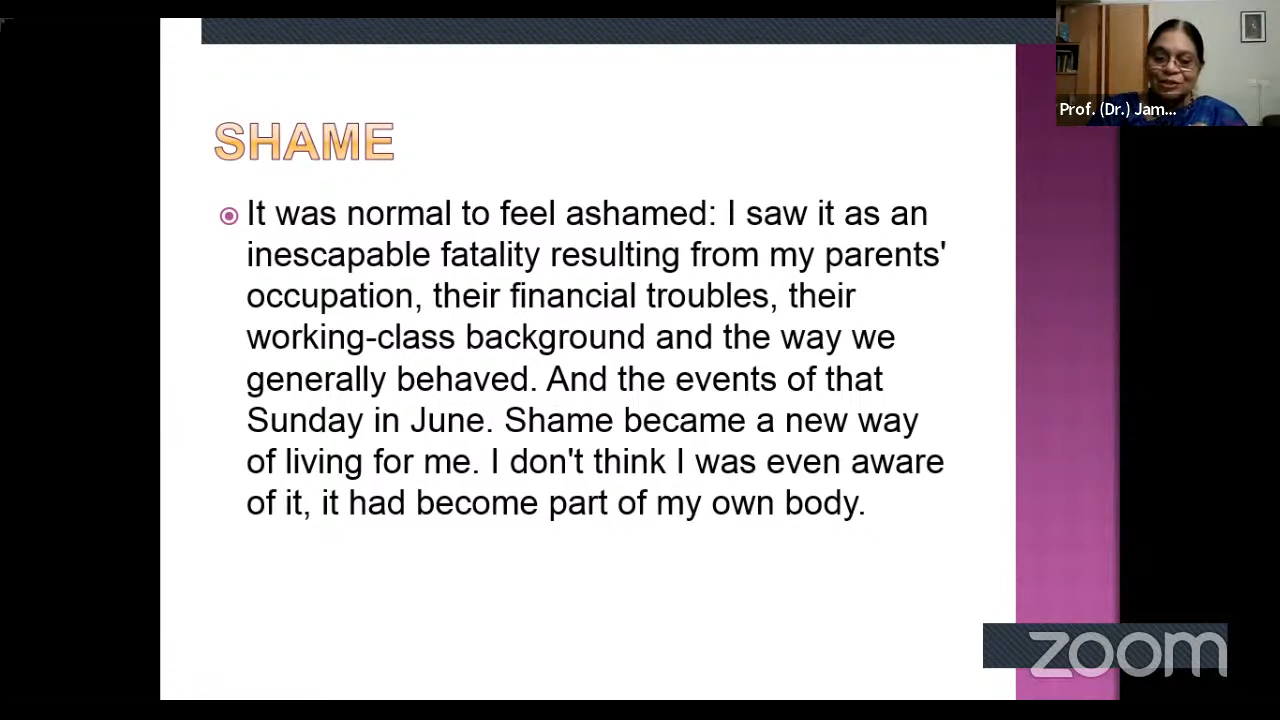 Prof. (Dr.) Jam...
SHAME
It was normal to feel ashamed: I saw it as an
inescapable fatality resulting from my parents'
occupation, their financial troubles, their
working-class background and the way we
generally behaved. And the events of that
Sunday in June. Shame became a new way
of living for me. I don't think I was even aware
of it, it had become part of my own body.
zoom